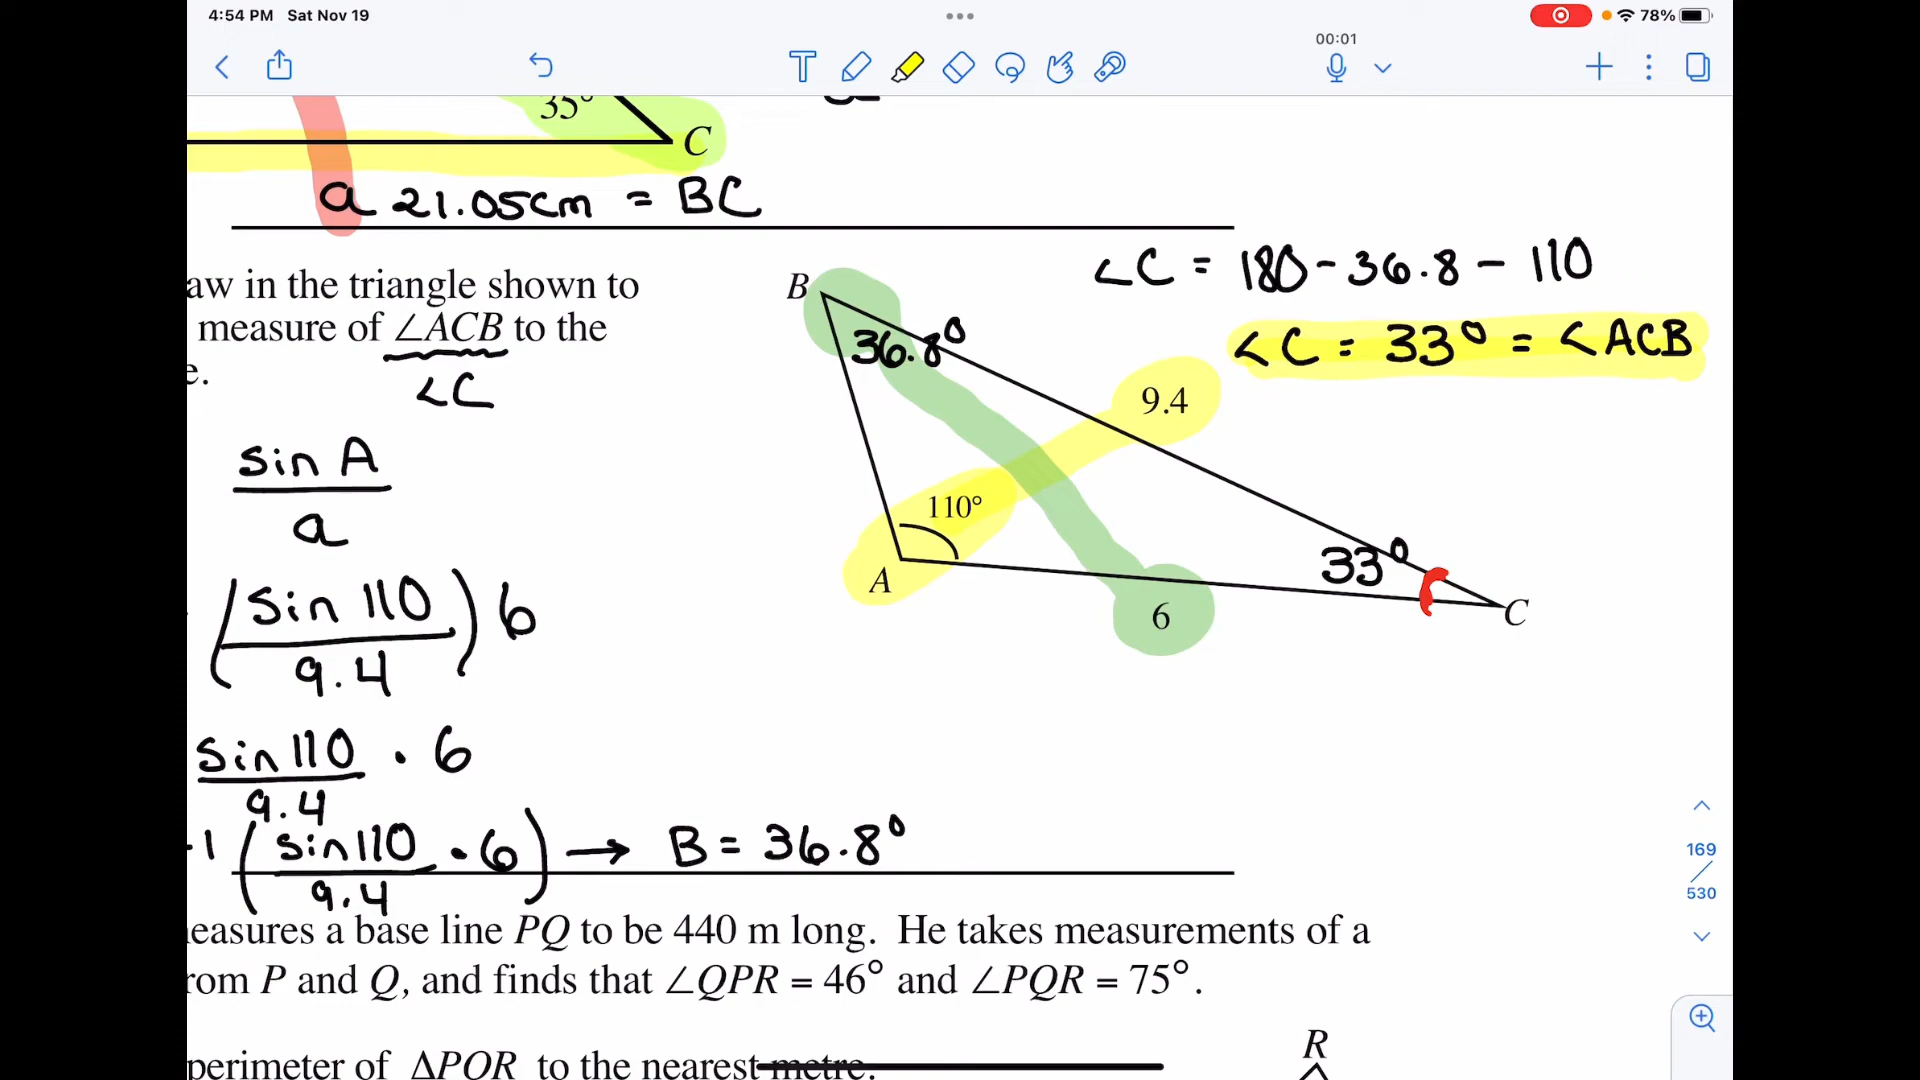 4:54 PM Sat Nov 19
78%
00:01
35°
C
a 21.05cm = BC
aw in the triangle shown to
measure of ∠ACB to the
e.
∠C
B
36.8°
∠C = 180 - 36.8 - 110
∠C = 33° = ∠ACB
9.4
sin A
a
110°
A
33°
C
6
(sin 110
9.4) 6
sin 110 · 6
9.4
-1 (sin 110 · 6) → B = 36.8°
9.4
easures a base line PQ to be 440 m long. He takes measurements of a
rom P and Q, and finds that ∠QPR = 46° and ∠PQR = 75°.
R
perimeter of ΔPQR to the nearest metre.
169
530